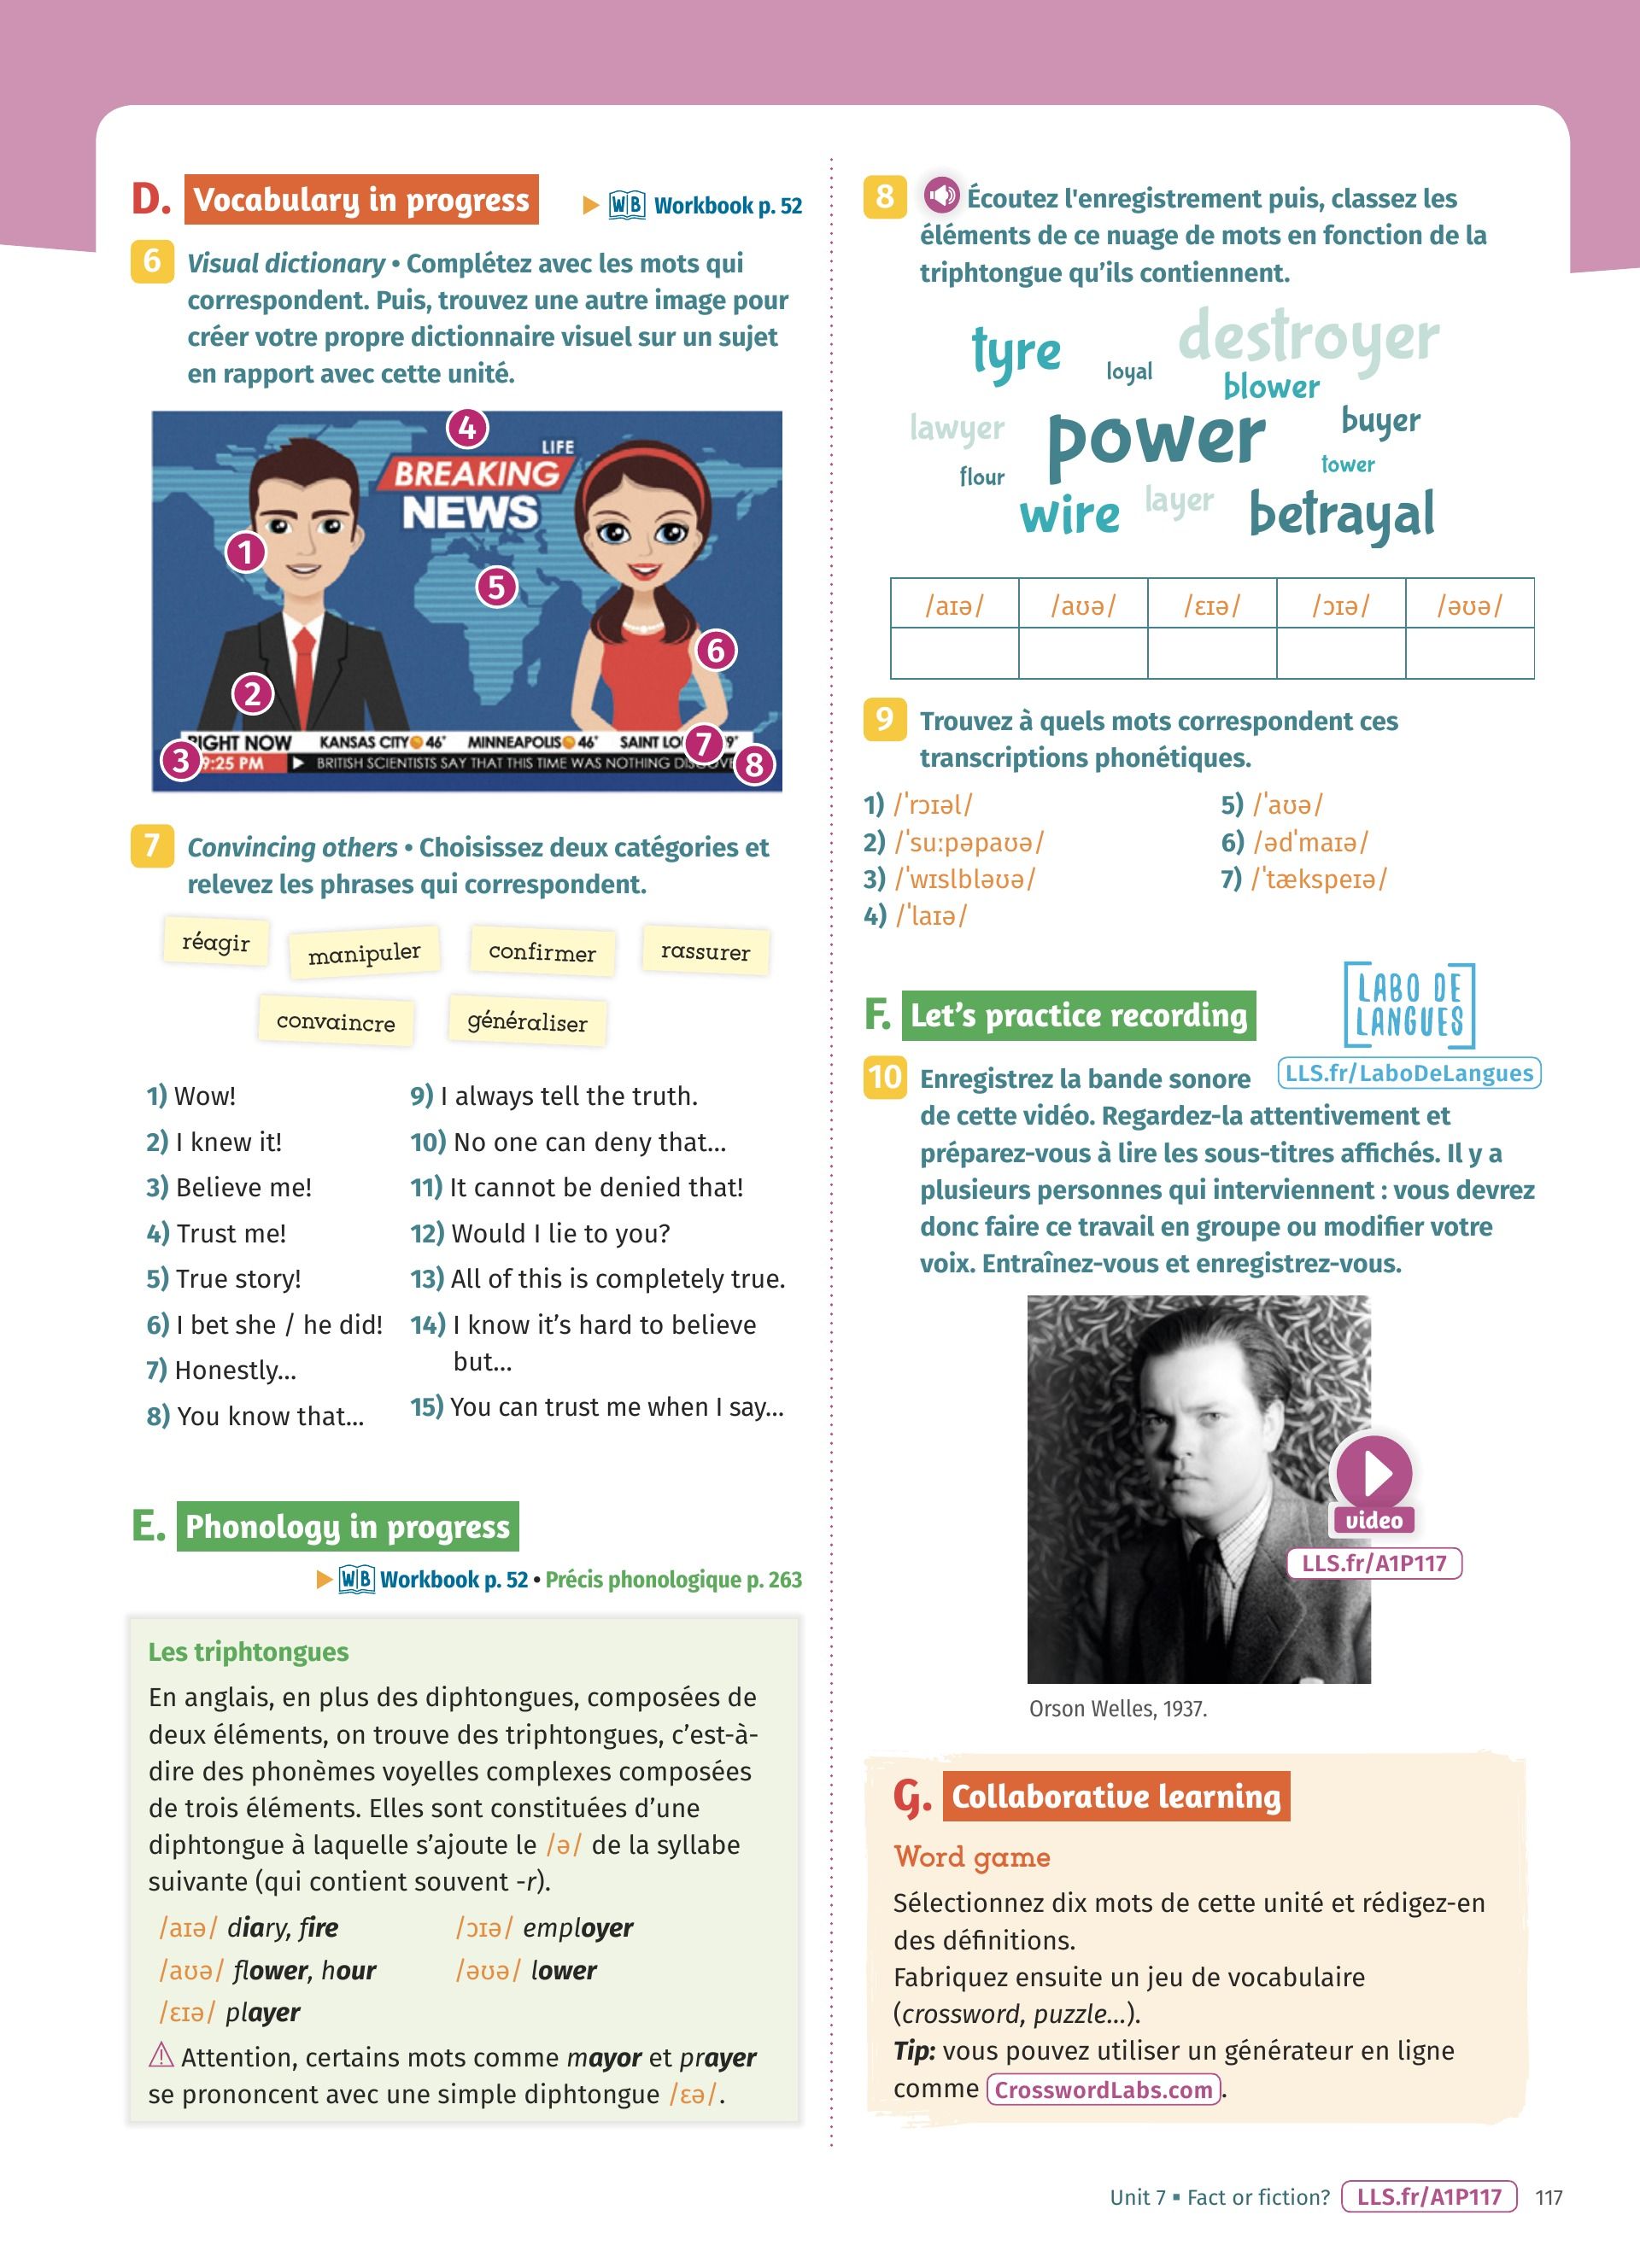 D. Vocabulary in progress
WB Workbook p. 52
6 Visual dictionary • Complétez avec les mots qui
correspondent. Puis, trouvez une autre image pour
créer votre propre dictionnaire visuel sur un sujet
en rapport avec cette unité.
4
LIFE
BREAKING
NEWS
1
5
6
2
3
7
8
RIGHT NOW KANSAS CITY 46° MINNEAPOLIS 46° SAINT LO 9°
9:25 PM BRITISH SCIENTISTS SAY THAT THIS TIME WAS NOTHING DISCOVE
7 Convincing others • Choisissez deux catégories et
relevez les phrases qui correspondent.
réagir
manipuler
confirmer
rassurer
convaincre
généraliser
1) Wow!
2) I knew it!
3) Believe me!
4) Trust me!
5) True story!
6) I bet she / he did!
7) Honestly...
8) You know that...
9) I always tell the truth.
10) No one can deny that...
11) It cannot be denied that!
12) Would I lie to you?
13) All of this is completely true.
14) I know it's hard to believe
but...
15) You can trust me when I say...
E. Phonology in progress
WB Workbook p. 52 • Précis phonologique p. 263
Les triphtongues
En anglais, en plus des diphtongues, composées de
deux éléments, on trouve des triphtongues, c'est-à-
dire des phonèmes voyelles complexes composées
de trois éléments. Elles sont constituées d'une
diphtongue à laquelle s'ajoute le /ə/ de la syllabe
suivante (qui contient souvent -r).
/aɪə/ diary, fire
/ɔɪə/ employer
/aʊə/ flower, hour
/əʊə/ lower
/ɛɪə/ player
Attention, certains mots comme mayor et prayer
se prononcent avec une simple diphtongue /ɛə/.
8 Écoutez l'enregistrement puis, classez les
éléments de ce nuage de mots en fonction de la
triphtongue qu'ils contiennent.
tyre
destroyer
loyal
blower
lawyer
power
buyer
flour
tower
wire
layer
betrayal
/aɪə/ /aʊə/ /ɛɪə/ /ɔɪə/ /əʊə/
9 Trouvez à quels mots correspondent ces
transcriptions phonétiques.
1) /ˈrɔɪəl/
2) /ˈsuːpəpaʊə/
3) /ˈwɪslbləʊə/
4) /ˈlaɪə/
5) /ˈaʊə/
6) /ədˈmaɪə/
7) /ˈtækspeɪə/
F. Let's practice recording
LABO DE
LANGUES
LLS.fr/LaboDeLangues
10 Enregistrez la bande sonore
de cette vidéo. Regardez-la attentivement et
préparez-vous à lire les sous-titres affichés. Il y a
plusieurs personnes qui interviennent : vous devrez
donc faire ce travail en groupe ou modifier votre
voix. Entraînez-vous et enregistrez-vous.
video
LLS.fr/A1P117
Orson Welles, 1937.
G. Collaborative learning
Word game
Sélectionnez dix mots de cette unité et rédigez-en
des définitions.
Fabriquez ensuite un jeu de vocabulaire
(crossword, puzzle...).
Tip: vous pouvez utiliser un générateur en ligne
comme CrosswordLabs.com.
Unit 7 ▪ Fact or fiction? LLS.fr/A1P117 117